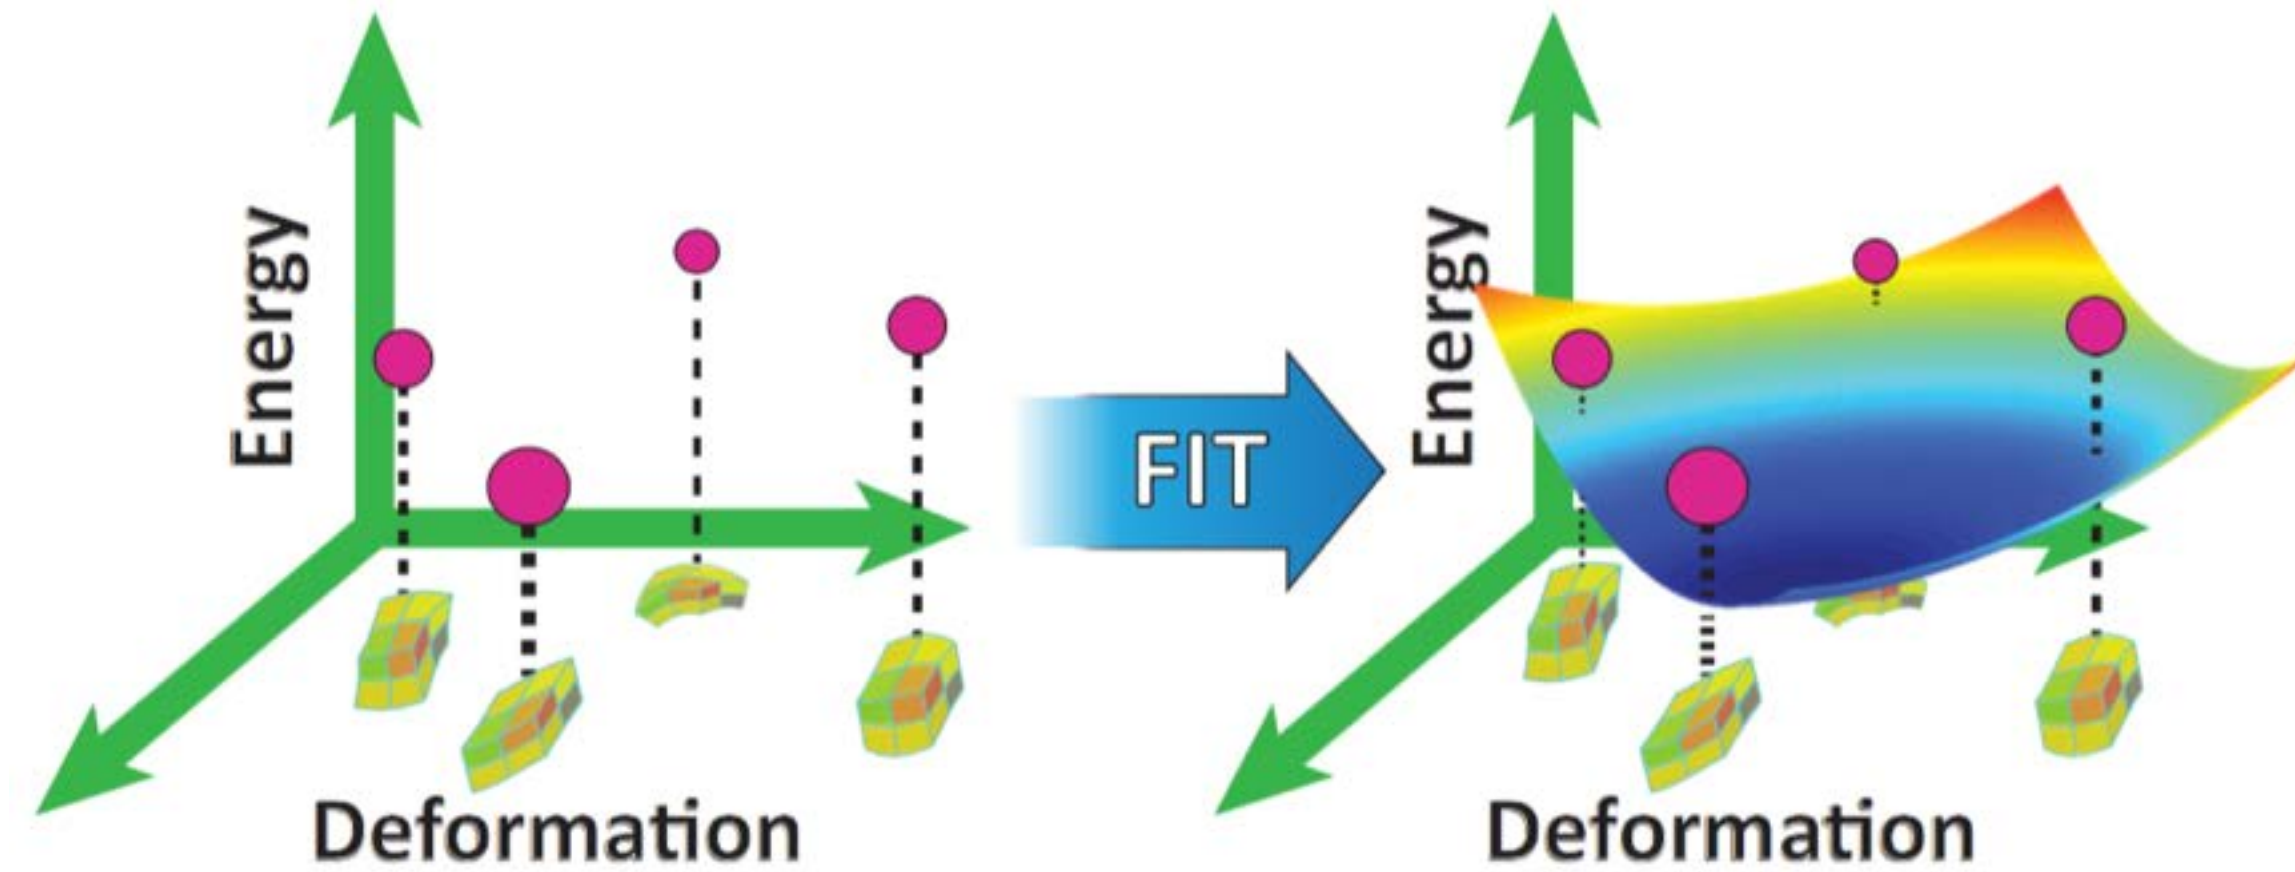 Energy
Deformation
FIT
Energy
Deformation